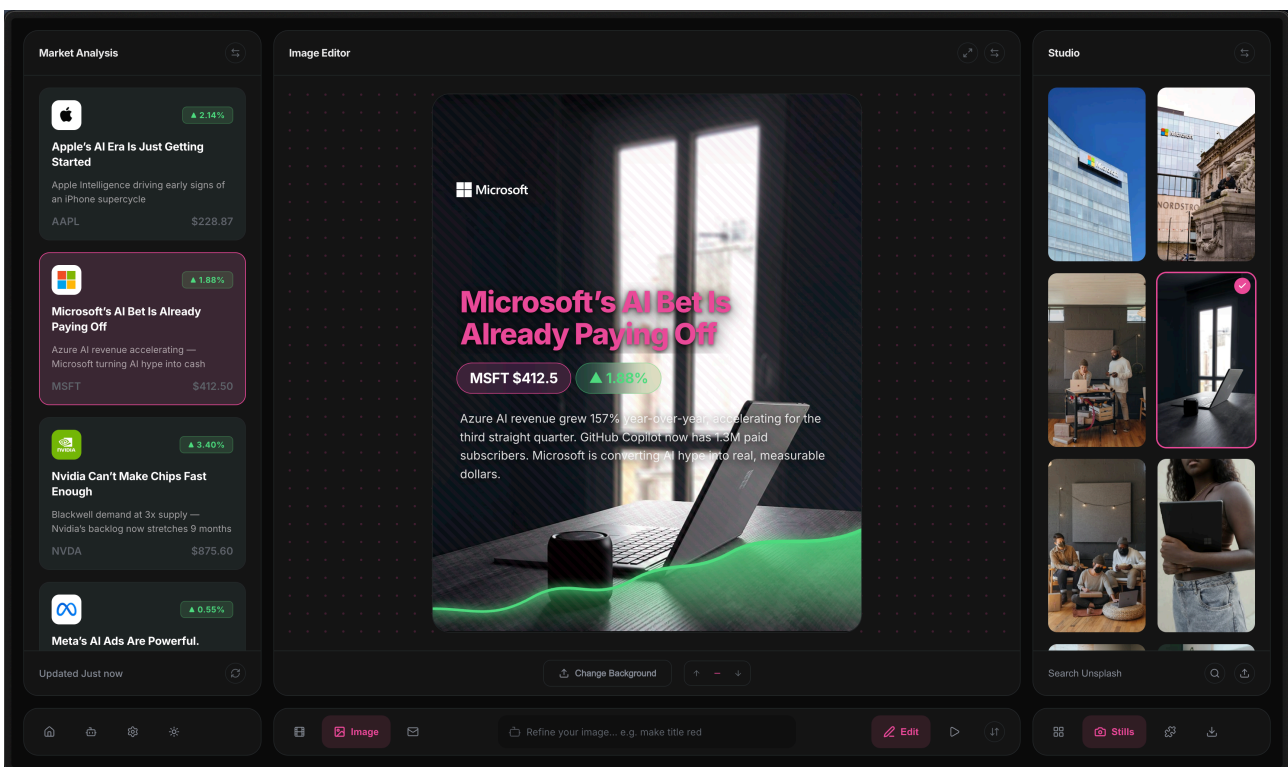 Market Analysis
▲ 2.14%
Apple's AI Era Is Just Getting
Started
Apple Intelligence driving early signs of
an iPhone supercycle
AAPL $228.87
▲ 1.88%
Microsoft's AI Bet Is Already
Paying Off
Azure AI revenue accelerating —
Microsoft turning AI hype into cash
MSFT $412.50
NVIDIA
▲ 3.40%
Nvidia Can't Make Chips Fast
Enough
Blackwell demand at 3x supply —
Nvidia's backlog now stretches 9 months
NVDA $875.60
▲ 0.55%
Meta's AI Ads Are Powerful.
Updated Just now
Image Editor
Microsoft
Microsoft's AI Bet Is
Already Paying Off
MSFT $412.5 ▲ 1.88%
Azure AI revenue grew 157% year-over-year, accelerating for the
third straight quarter. GitHub Copilot now has 1.3M paid
subscribers. Microsoft is converting AI hype into real, measurable
dollars.
Change Background
Image
Refine your image... e.g. make title red
Edit
Studio
Microsoft
NORDSTRO
Search Unsplash
Stills